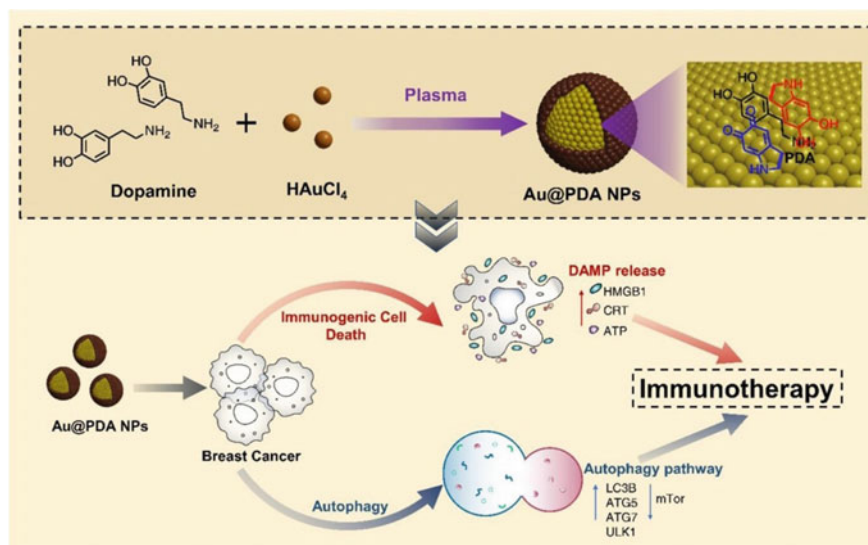 HO
HO
NH2
HO
HO
NH2
Dopamine
+
HAuCl4
Plasma
Au@PDA NPs
HO
HO
NH
OH
NH2
O
O
HN
PDA
Au@PDA NPs
Breast Cancer
Immunogenic Cell
Death
DAMP release
HMGB1
CRT
ATP
Immunotherapy
Autophagy
Autophagy pathway
LC3B
ATG5
ATG7
ULK1
mTor